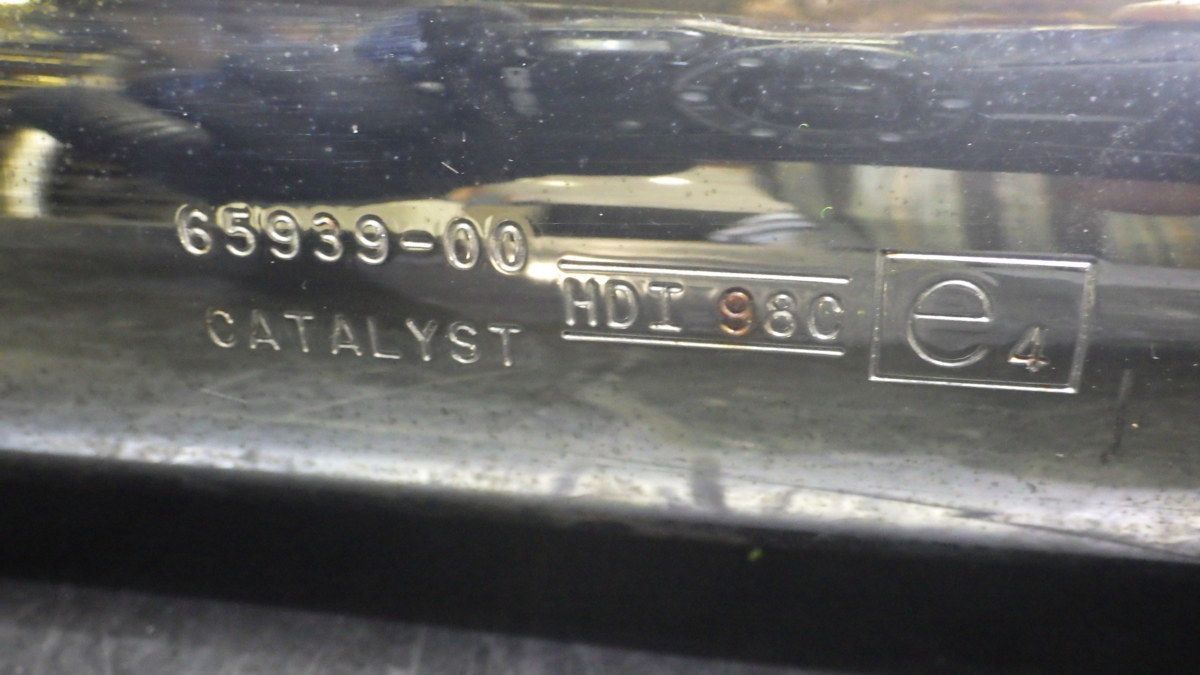 65939-00
CATALYST
HDI 98C
e4